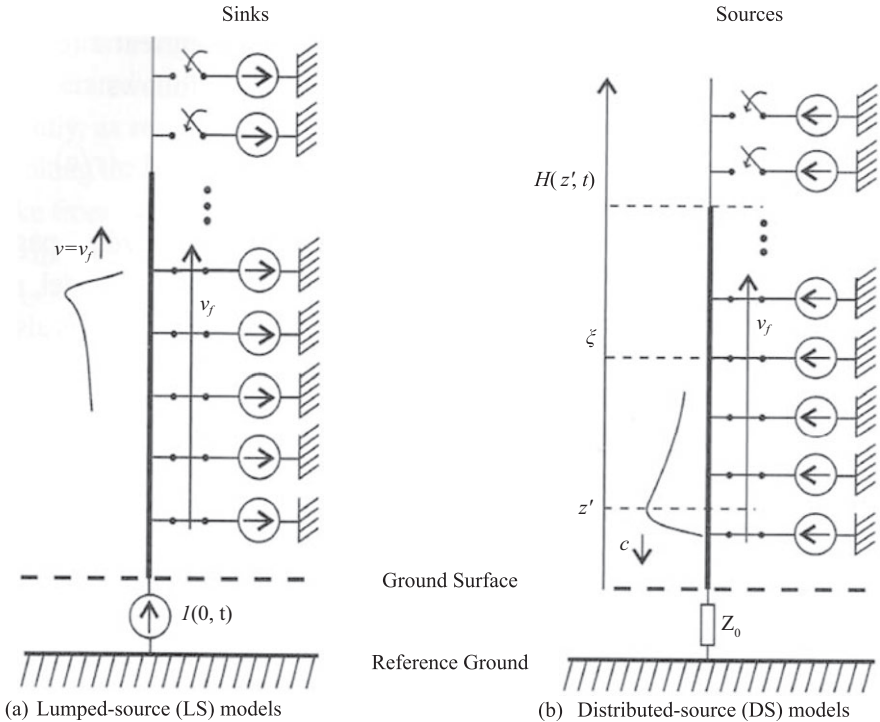 Sinks
Sources
H(z′, t)
v=v_f
v_f
v_f
ξ
z′
c
Ground Surface
I(0, t)
Z_0
Reference Ground
(a) Lumped-source (LS) models
(b) Distributed-source (DS) models